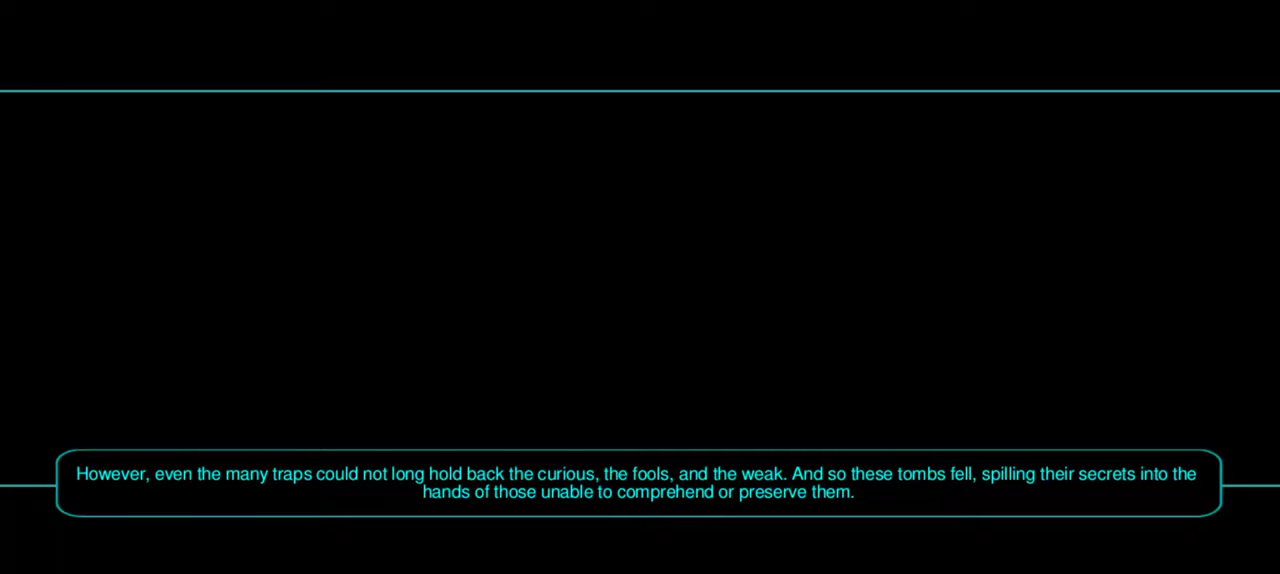 However, even the many traps could not long hold back the curious, the fools, and the weak. And so these tombs fell, spilling their secrets into the
hands of those unable to comprehend or preserve them.